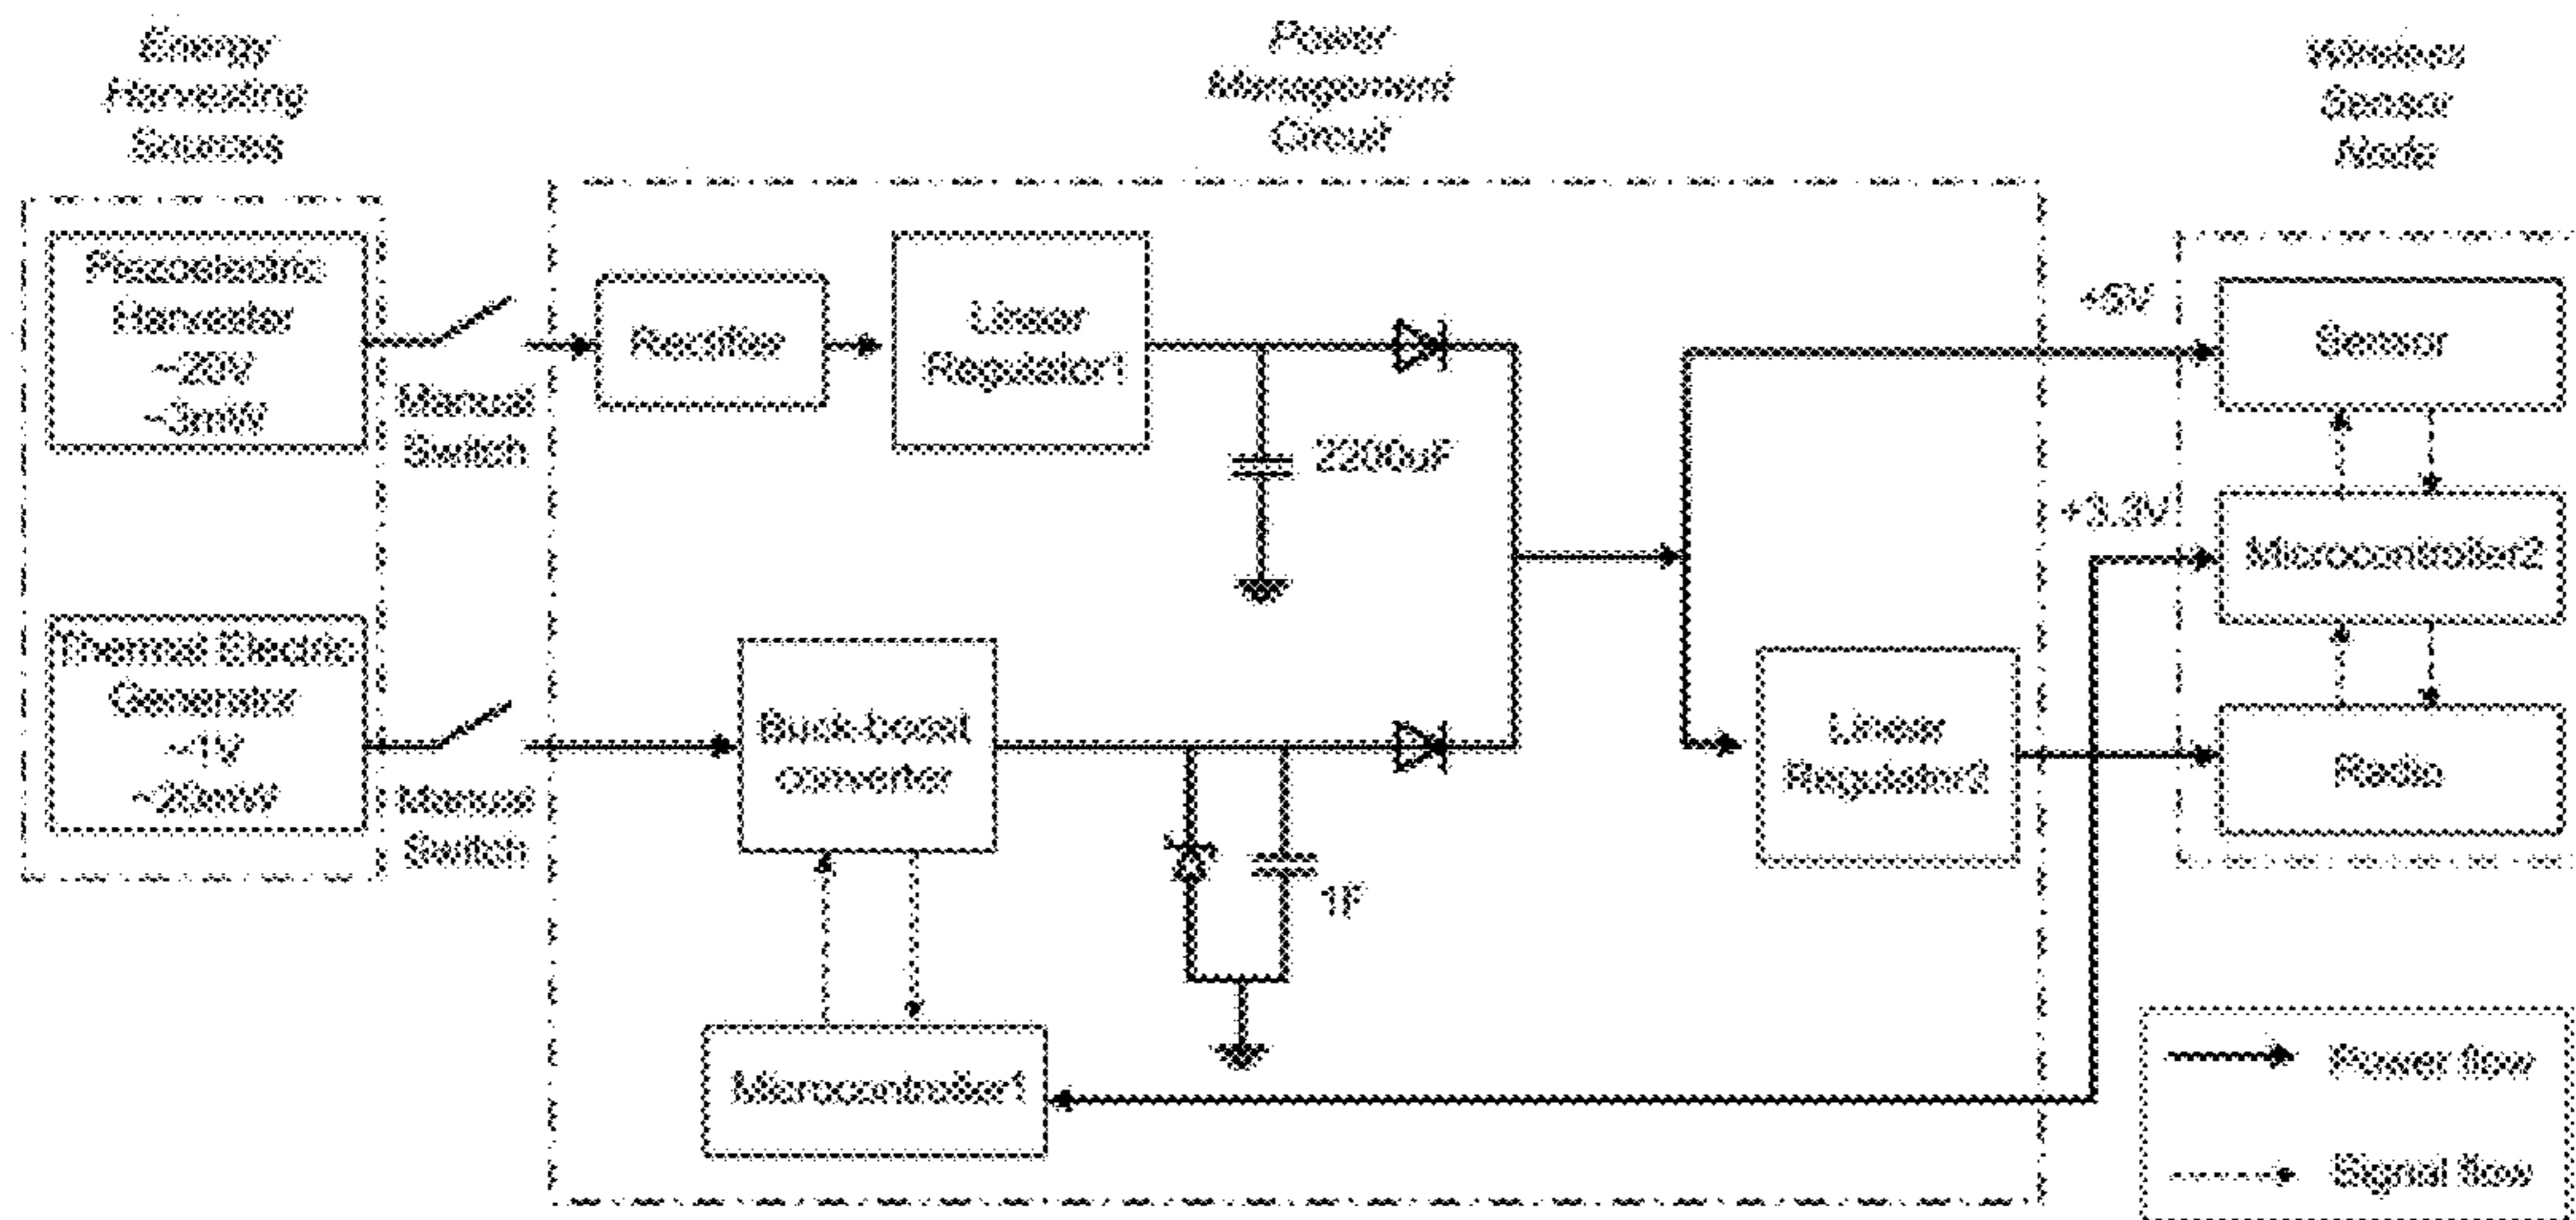 Energy
Harvesting
Sources
Power
Management
Circuit
Wireless
Sensor
Node
Piezoelectric
Harvester
~20V
~3mW
Manual
Switch
Rectifier
Linear
Regulator1
2200uF
+5V
Sensor
+3.3V
Microcontroller2
Thermal Electric
Generator
~1V
~20mW
Manual
Switch
Buck-boost
converter
1F
Linear
Regulator2
Radio
Microcontroller1
Power flow
Signal flow